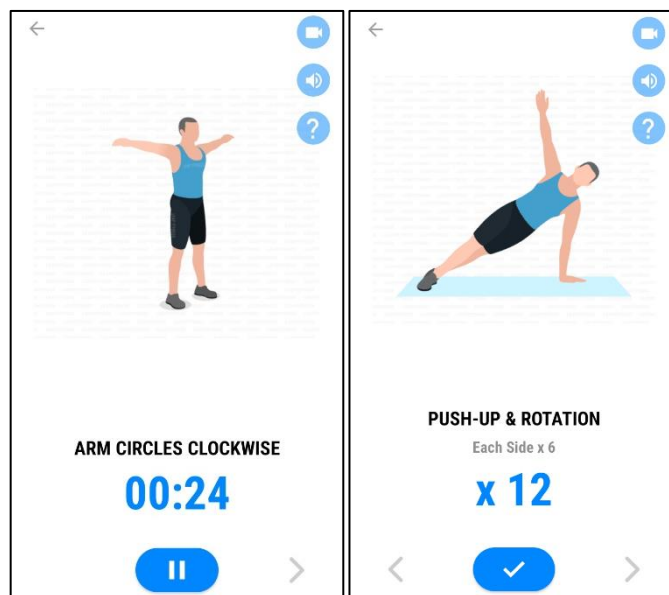 ?
ARM CIRCLES CLOCKWISE
00:24
?
PUSH-UP & ROTATION
Each Side x 6
x 12